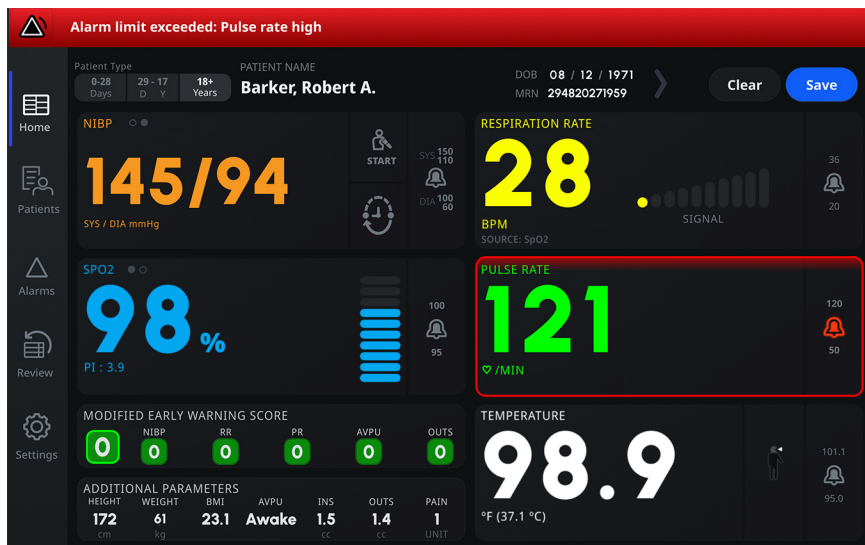 Alarm limit exceeded: Pulse rate high
Patient Type
0-28 Days
29 - 17 D Y
18+ Years
PATIENT NAME
Barker, Robert A.
DOB 08 / 12 / 1971
MRN 294820271959
Clear
Save
Home
Patients
Alarms
Review
Settings
NIBP
145/94
SYS / DIA mmHg
START
SYS 150 110
DIA 100 60
RESPIRATION RATE
28
BPM
SOURCE: SpO2
SIGNAL
36
20
SPO2
98 %
PI : 3.9
100
95
PULSE RATE
121
/MIN
120
50
MODIFIED EARLY WARNING SCORE
NIBP RR PR AVPU OUTS
0 0 0 0 0 0
ADDITIONAL PARAMETERS
HEIGHT WEIGHT BMI AVPU INS OUTS PAIN
172 61 23.1 Awake 1.5 1.4 1
cm kg cc cc UNIT
TEMPERATURE
98.9
°F (37.1 °C)
101.1
95.0